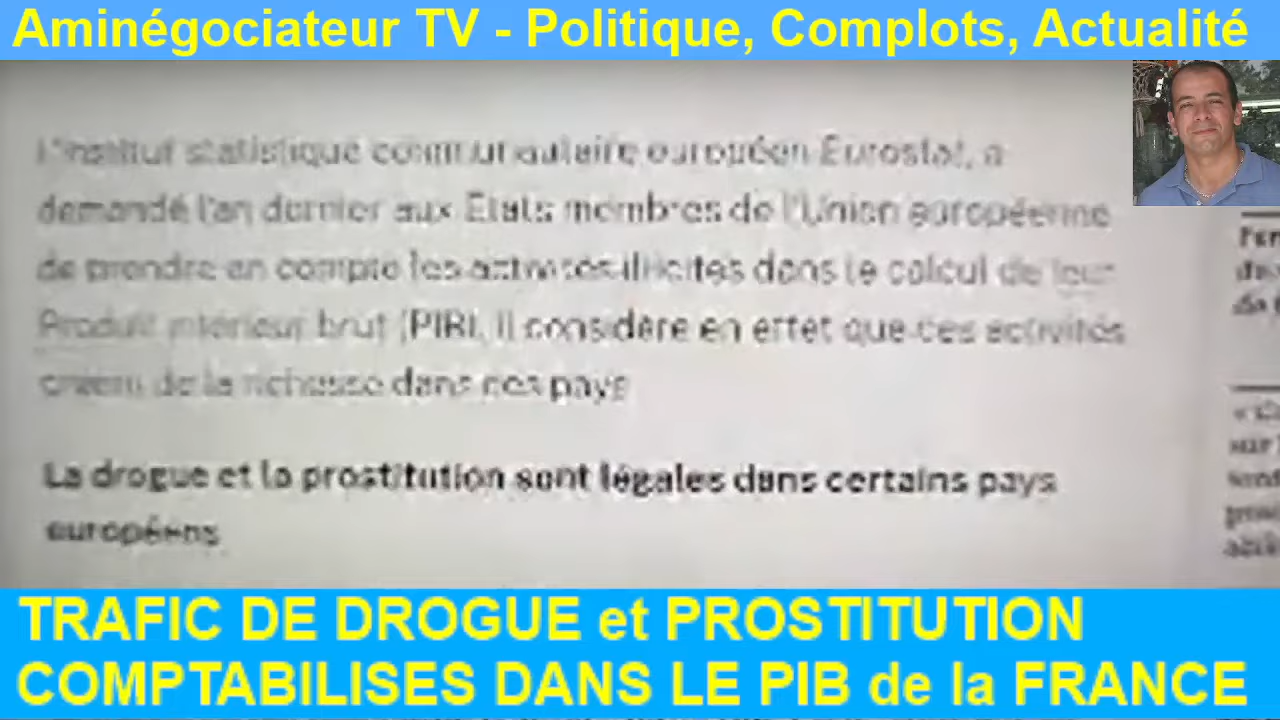 Aminégociateur TV - Politique, Complots, Actualité
L'institut statistique communautaire européen Eurostat, a
demandé l'an dernier aux Etats membres de l'Union européenne
de prendre en compte les activités illicites dans le calcul de leur
Produit intérieur brut (PIB). Il considère en effet que ces activités
créent de la richesse dans ces pays
La drogue et la prostitution sont légales dans certains pays
européens
« 
sur
TRAFIC DE DROGUE et PROSTITUTION
COMPTABILISES DANS LE PIB de la FRANCE